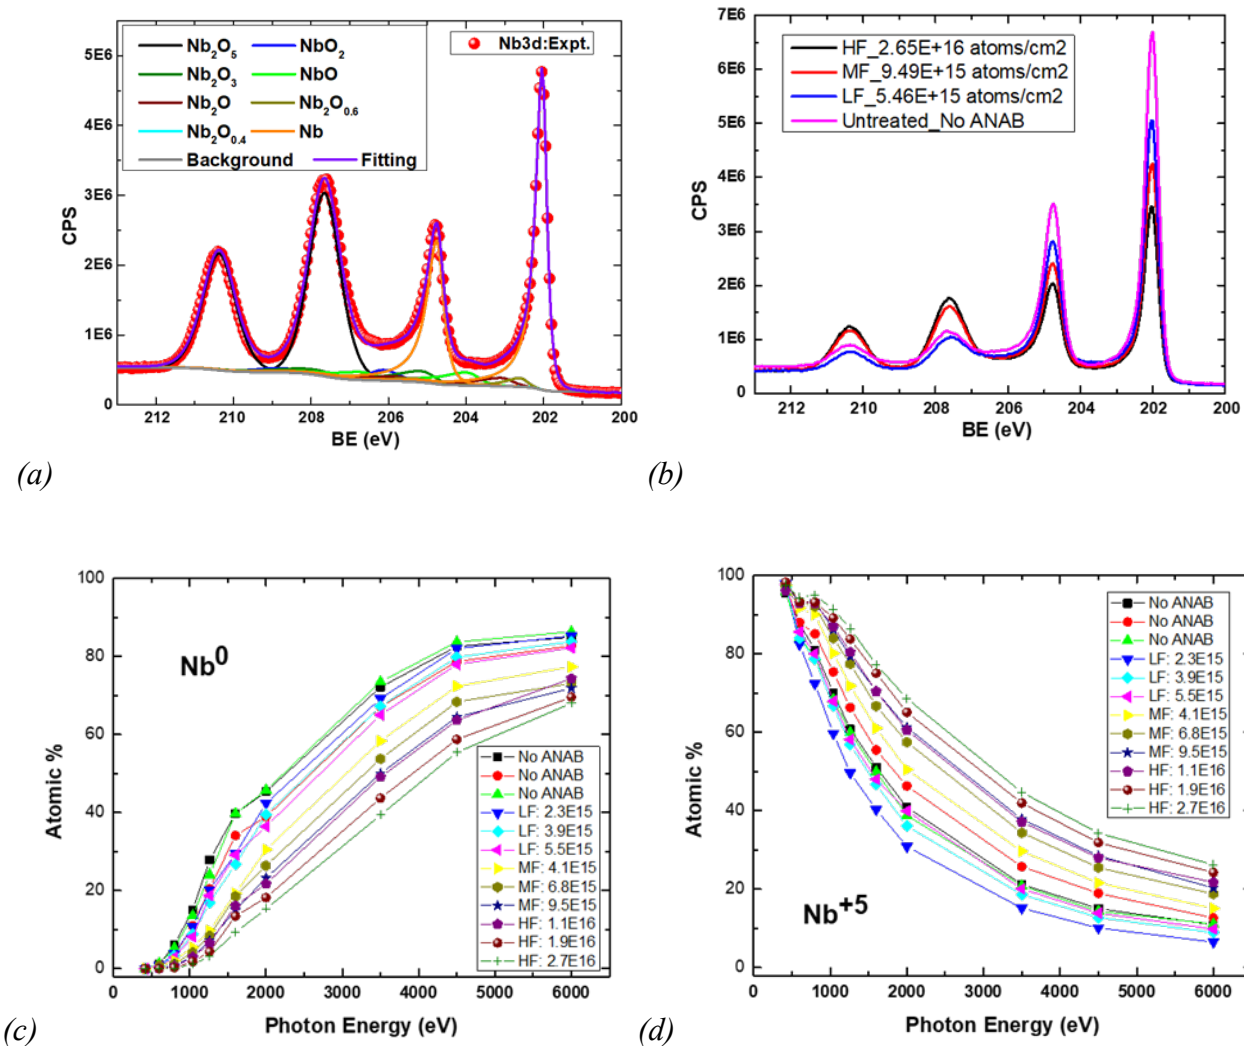 5E6
4E6
3E6
2E6
1E6
0
CPS
212
210
208
206
204
202
200
BE (eV)
Nb2O5
NbO2
Nb2O3
NbO
Nb2O
Nb2O0.6
Nb2O0.4
Nb
Background
Fitting
Nb3d:Expt.
(a)
7E6
6E6
5E6
4E6
3E6
2E6
1E6
0
CPS
212
210
208
206
204
202
200
BE (eV)
HF_2.65E+16 atoms/cm2
MF_9.49E+15 atoms/cm2
LF_5.46E+15 atoms/cm2
Untreated_No ANAB
(b)
100
80
60
40
20
0
Atomic %
0
1000
2000
3000
4000
5000
6000
Photon Energy (eV)
Nb0
No ANAB
No ANAB
No ANAB
LF: 2.3E15
LF: 3.9E15
LF: 5.5E15
MF: 4.1E15
MF: 6.8E15
MF: 9.5E15
HF: 1.1E16
HF: 1.9E16
HF: 2.7E16
(c)
100
80
60
40
20
0
Atomic %
0
1000
2000
3000
4000
5000
6000
Photon Energy (eV)
Nb+5
No ANAB
No ANAB
No ANAB
LF: 2.3E15
LF: 3.9E15
LF: 5.5E15
MF: 4.1E15
MF: 6.8E15
MF: 9.5E15
HF: 1.1E16
HF: 1.9E16
HF: 2.7E16
(d)